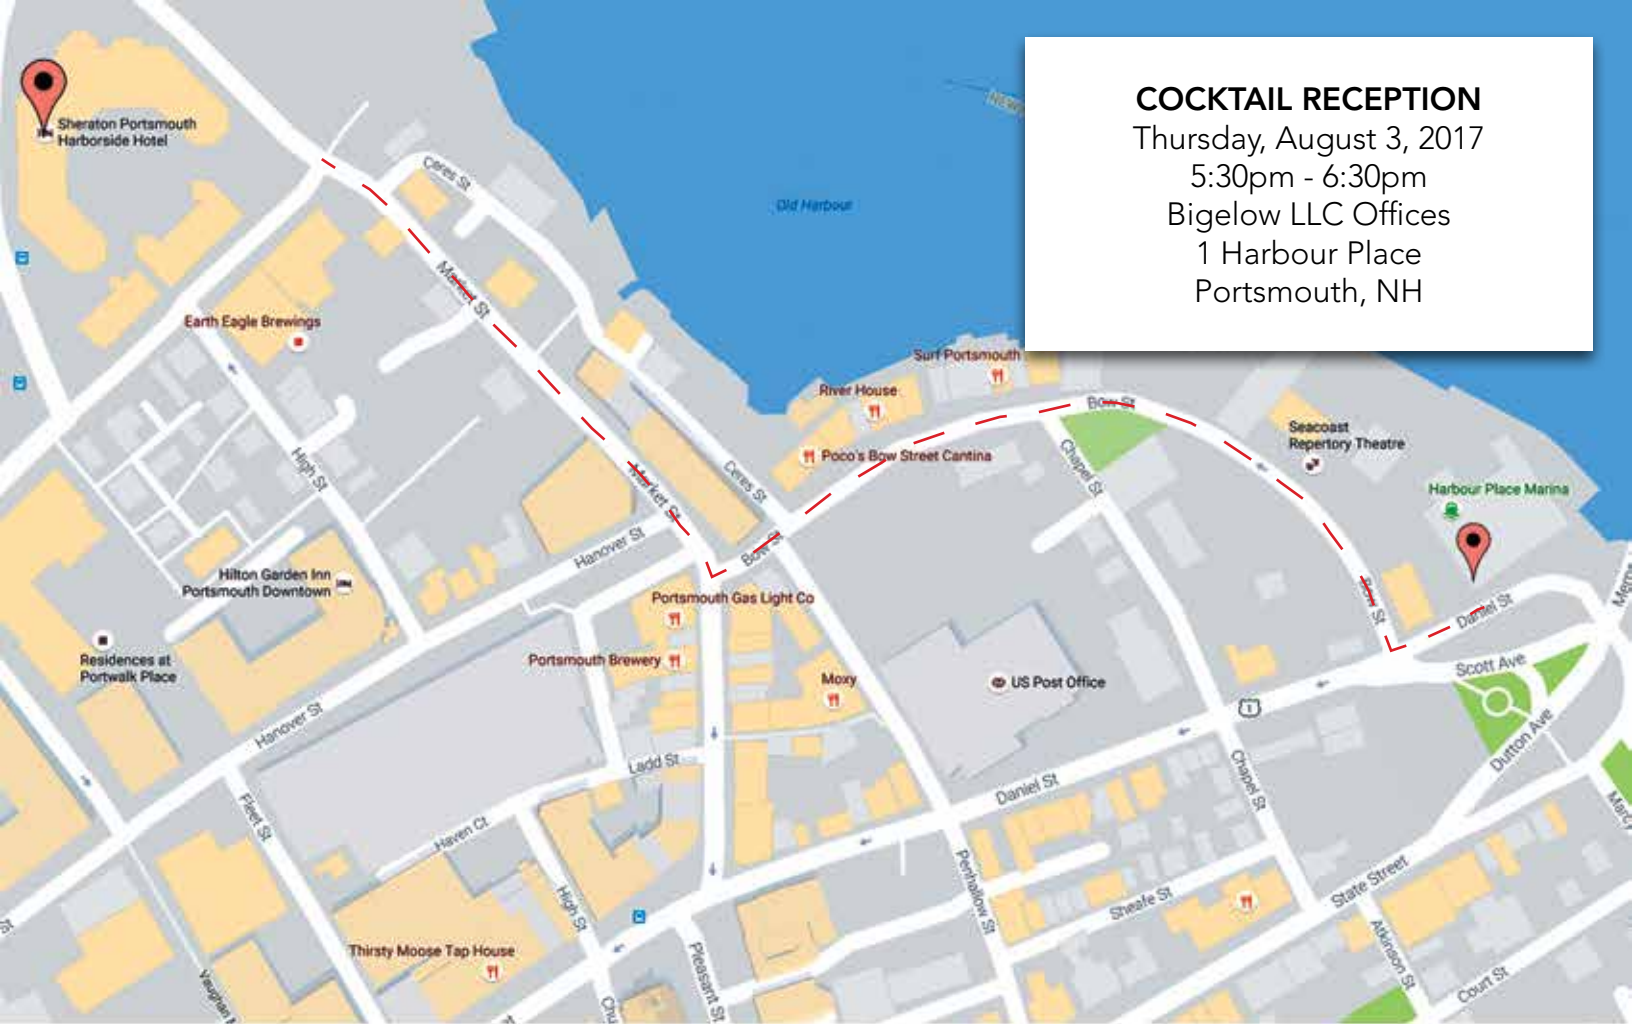 COCKTAIL RECEPTION
Thursday, August 3, 2017
5:30pm - 6:30pm
Bigelow LLC Offices
1 Harbour Place
Portsmouth, NH
Sheraton Portsmouth
Harborside Hotel
Ceres St
Old Harbour
Market St
Earth Eagle Brewings
Surf Portsmouth
River House
Bow St
Seacoast
Repertory Theatre
Poco's Bow Street Cantina
Chapel St
High St
Market St
Ceres St
Harbour Place Marina
Hanover St
Bow St
Hilton Garden Inn
Portsmouth Downtown
Portsmouth Gas Light Co
Bow St
Daniel St
Residences at
Portwalk Place
Portsmouth Brewery
Moxy
US Post Office
Scott Ave
1
Hanover St
Ladd St
Dutton Ave
Daniel St
Chapel St
Fleet St
Haven Ct
Penhallow St
State Street
Sheafe St
High St
Thirsty Moose Tap House
Pleasant St
Atkinson St
Court St